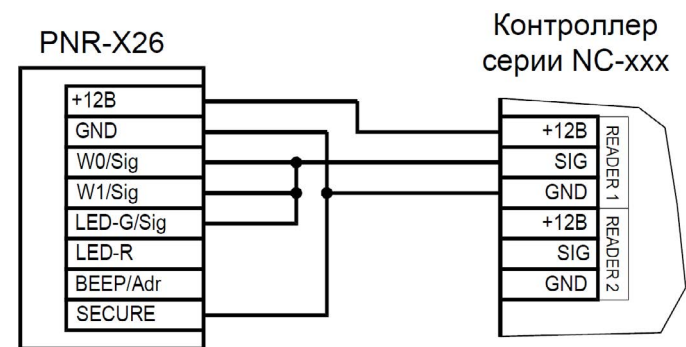 PNR-X26
+12В
GND
W0/Sig
W1/Sig
LED-G/Sig
LED-R
BEEP/Adr
SECURE
Контроллер
серии NC-xxx
+12В
SIG
GND
+12В
SIG
GND
READER 1
READER 2